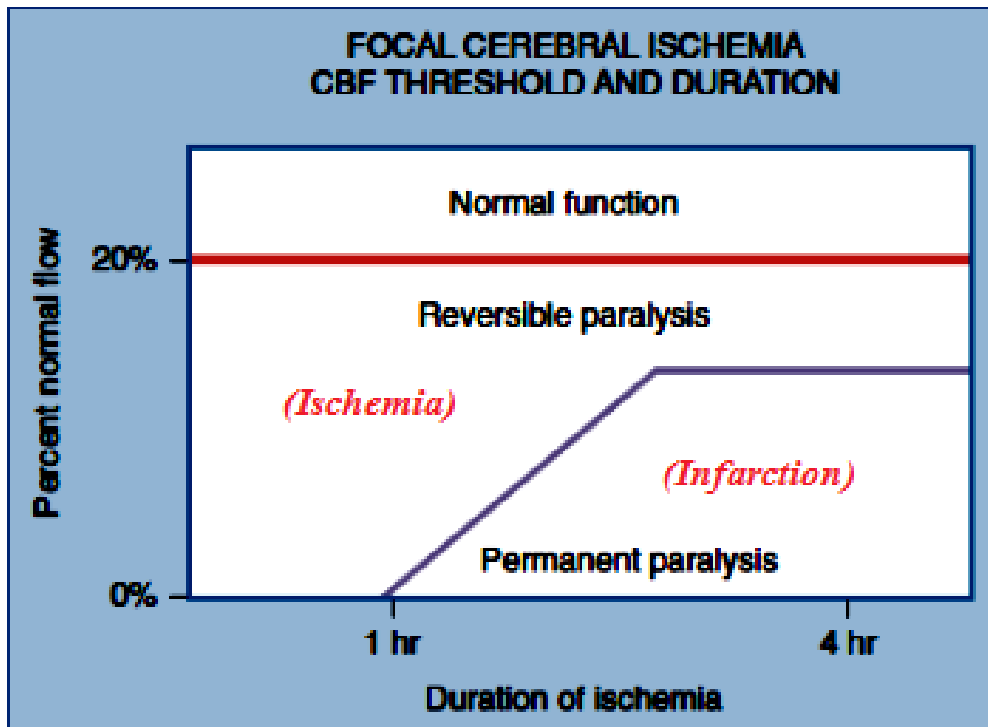 FOCAL CEREBRAL ISCHEMIA
CBF THRESHOLD AND DURATION
Normal function
20%
Reversible paralysis
(Ischemia)
(Infarction)
Permanent paralysis
0%
Percent normal flow
1 hr
4 hr
Duration of ischemia